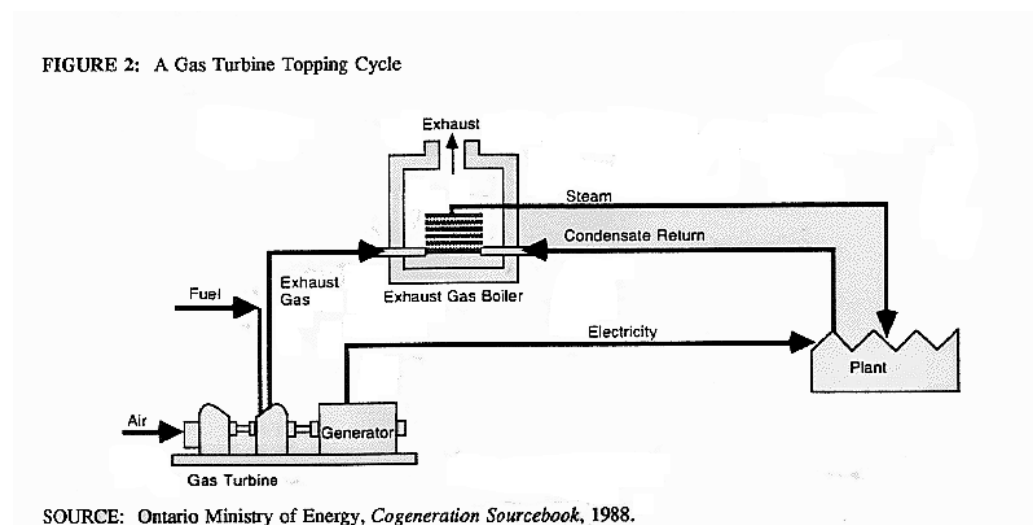 FIGURE 2: A Gas Turbine Topping Cycle
Exhaust
Steam
Condensate Return
Exhaust
Gas
Exhaust Gas Boiler
Fuel
Electricity
Plant
Air
Generator
Gas Turbine
SOURCE: Ontario Ministry of Energy, Cogeneration Sourcebook, 1988.